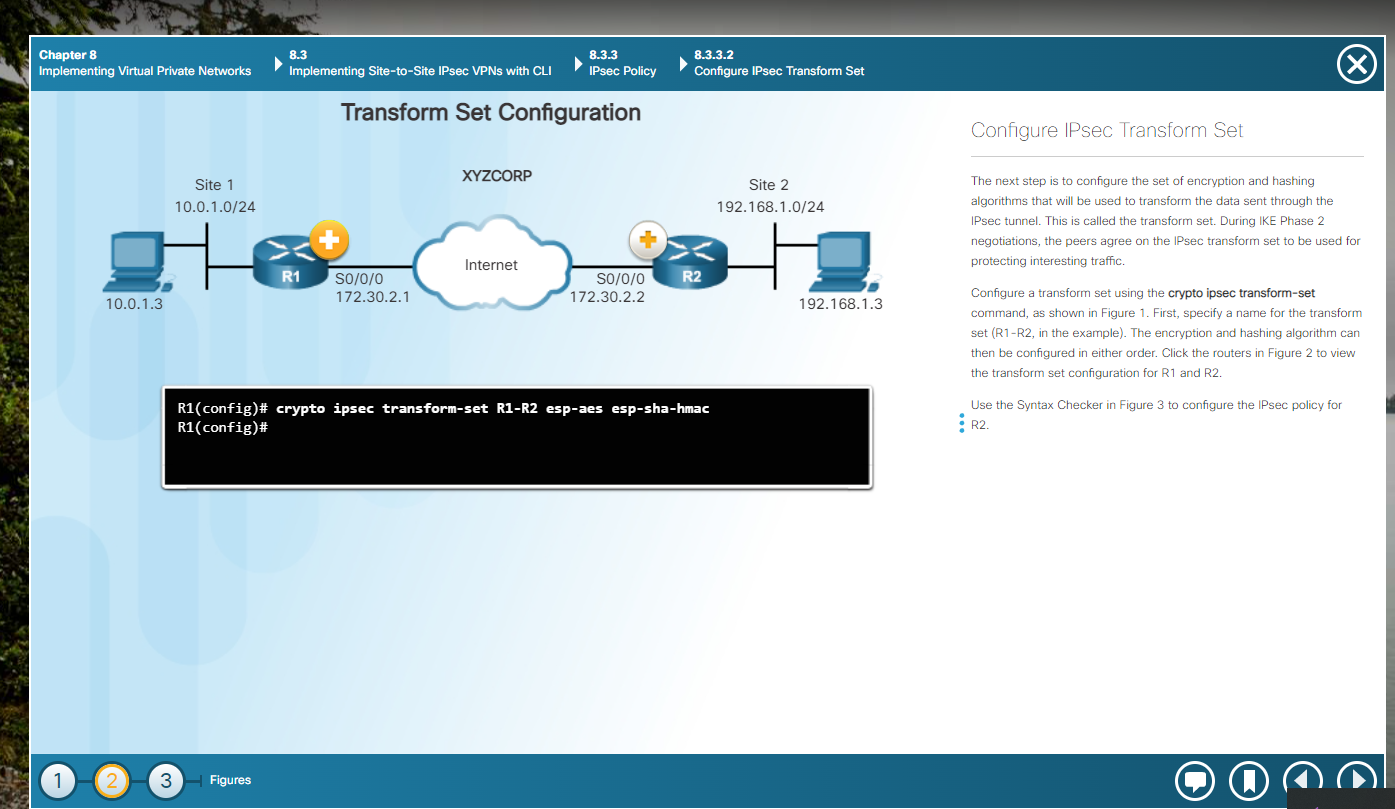 Chapter 8
Implementing Virtual Private Networks
8.3
Implementing Site-to-Site IPsec VPNs with CLI
8.3.3
IPsec Policy
8.3.3.2
Configure IPsec Transform Set
Transform Set Configuration
XYZCORP
Site 1
10.0.1.0/24
Site 2
192.168.1.0/24
R1
S0/0/0
172.30.2.1
Internet
S0/0/0
172.30.2.2
R2
10.0.1.3
192.168.1.3
R1(config)# crypto ipsec transform-set R1-R2 esp-aes esp-sha-hmac
R1(config)#
Configure IPsec Transform Set
The next step is to configure the set of encryption and hashing
algorithms that will be used to transform the data sent through the
IPsec tunnel. This is called the transform set. During IKE Phase 2
negotiations, the peers agree on the IPsec transform set to be used for
protecting interesting traffic.
Configure a transform set using the crypto ipsec transform-set
command, as shown in Figure 1. First, specify a name for the transform
set (R1-R2, in the example). The encryption and hashing algorithm can
then be configured in either order. Click the routers in Figure 2 to view
the transform set configuration for R1 and R2.
Use the Syntax Checker in Figure 3 to configure the IPsec policy for
R2.
1
2
3
Figures